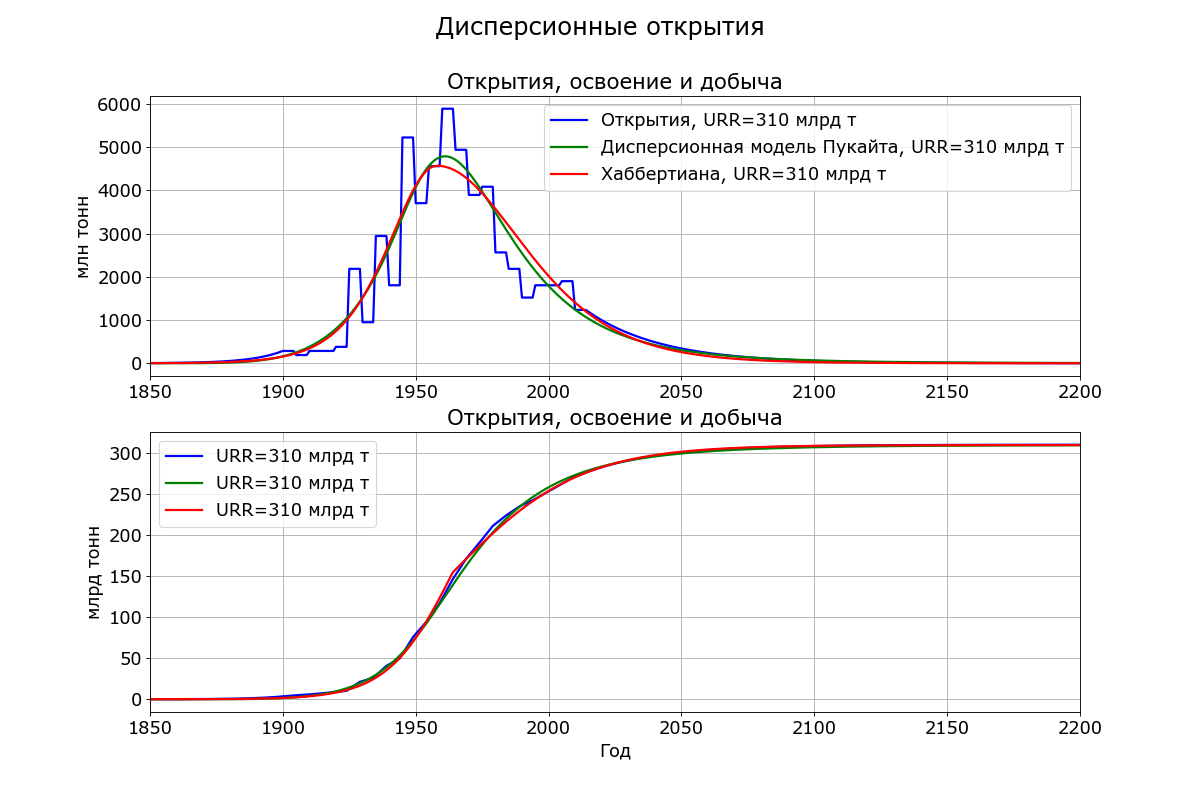 Дисперсионные открытия
Открытия, освоение и добыча
млн тонн
6000
5000
4000
3000
2000
1000
0
Открытия, URR=310 млрд т
Дисперсионная модель Пукайта, URR=310 млрд т
Хаббертиана, URR=310 млрд т
1850 1900 1950 2000 2050 2100 2150 2200
Открытия, освоение и добыча
млрд тонн
300
250
200
150
100
50
0
URR=310 млрд т
URR=310 млрд т
URR=310 млрд т
1850 1900 1950 2000 2050 2100 2150 2200
Год